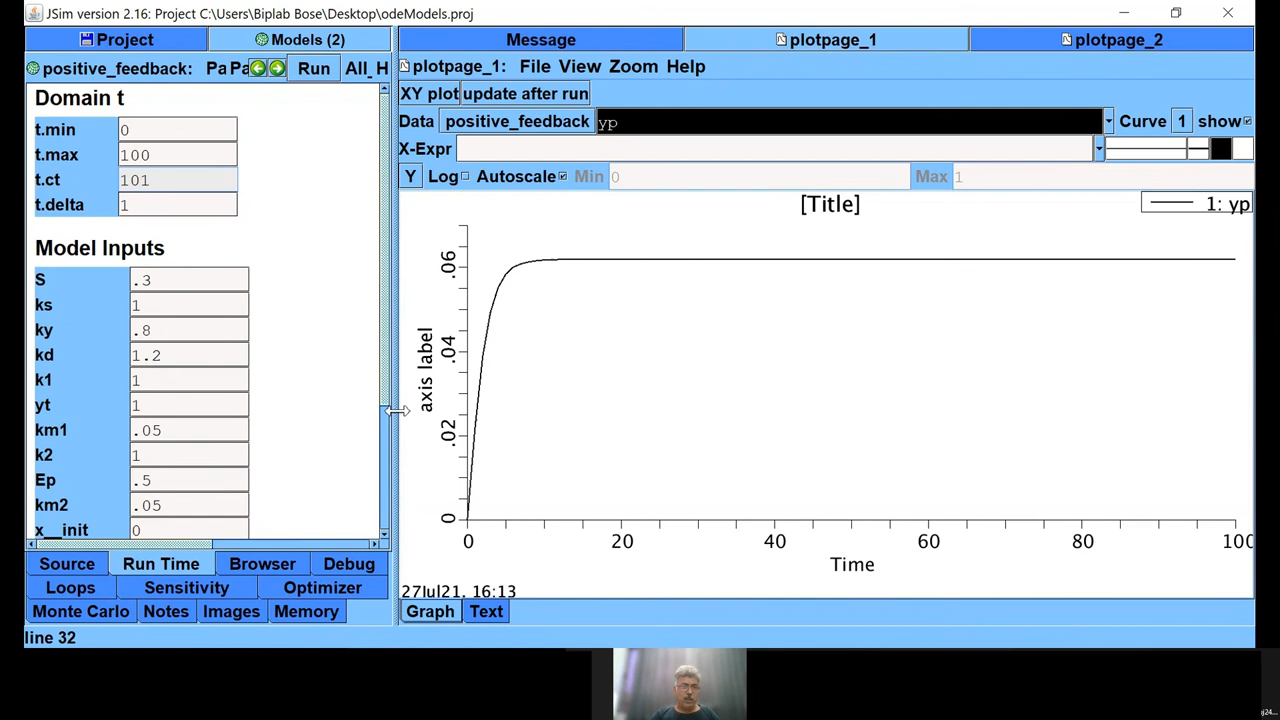 JSim version 2.16: Project C:\Users\Biplab Bose\Desktop\odeModels.proj
Project Models (2) Message plotpage_1 plotpage_2
positive_feedback: Pa Pa Run All_H
plotpage_1: File View Zoom Help
XY plot update after run
Data positive_feedback yp Curve 1 show
X-Expr
Y Log Autoscale Min 0 Max 1
Domain t
t.min 0
t.max 100
t.ct 101
t.delta 1
Model Inputs
S .3
ks 1
ky .8
kd 1.2
k1 1
yt 1
km1 .05
k2 1
Ep .5
km2 .05
x__init 0
Source Run Time Browser Debug
Loops Sensitivity Optimizer
Monte Carlo Notes Images Memory
line 32
[Title]
1: yp
.06
.04
.02
0
axis label
0 20 40 60 80 100
Time
27Jul21, 16:13
Graph Text